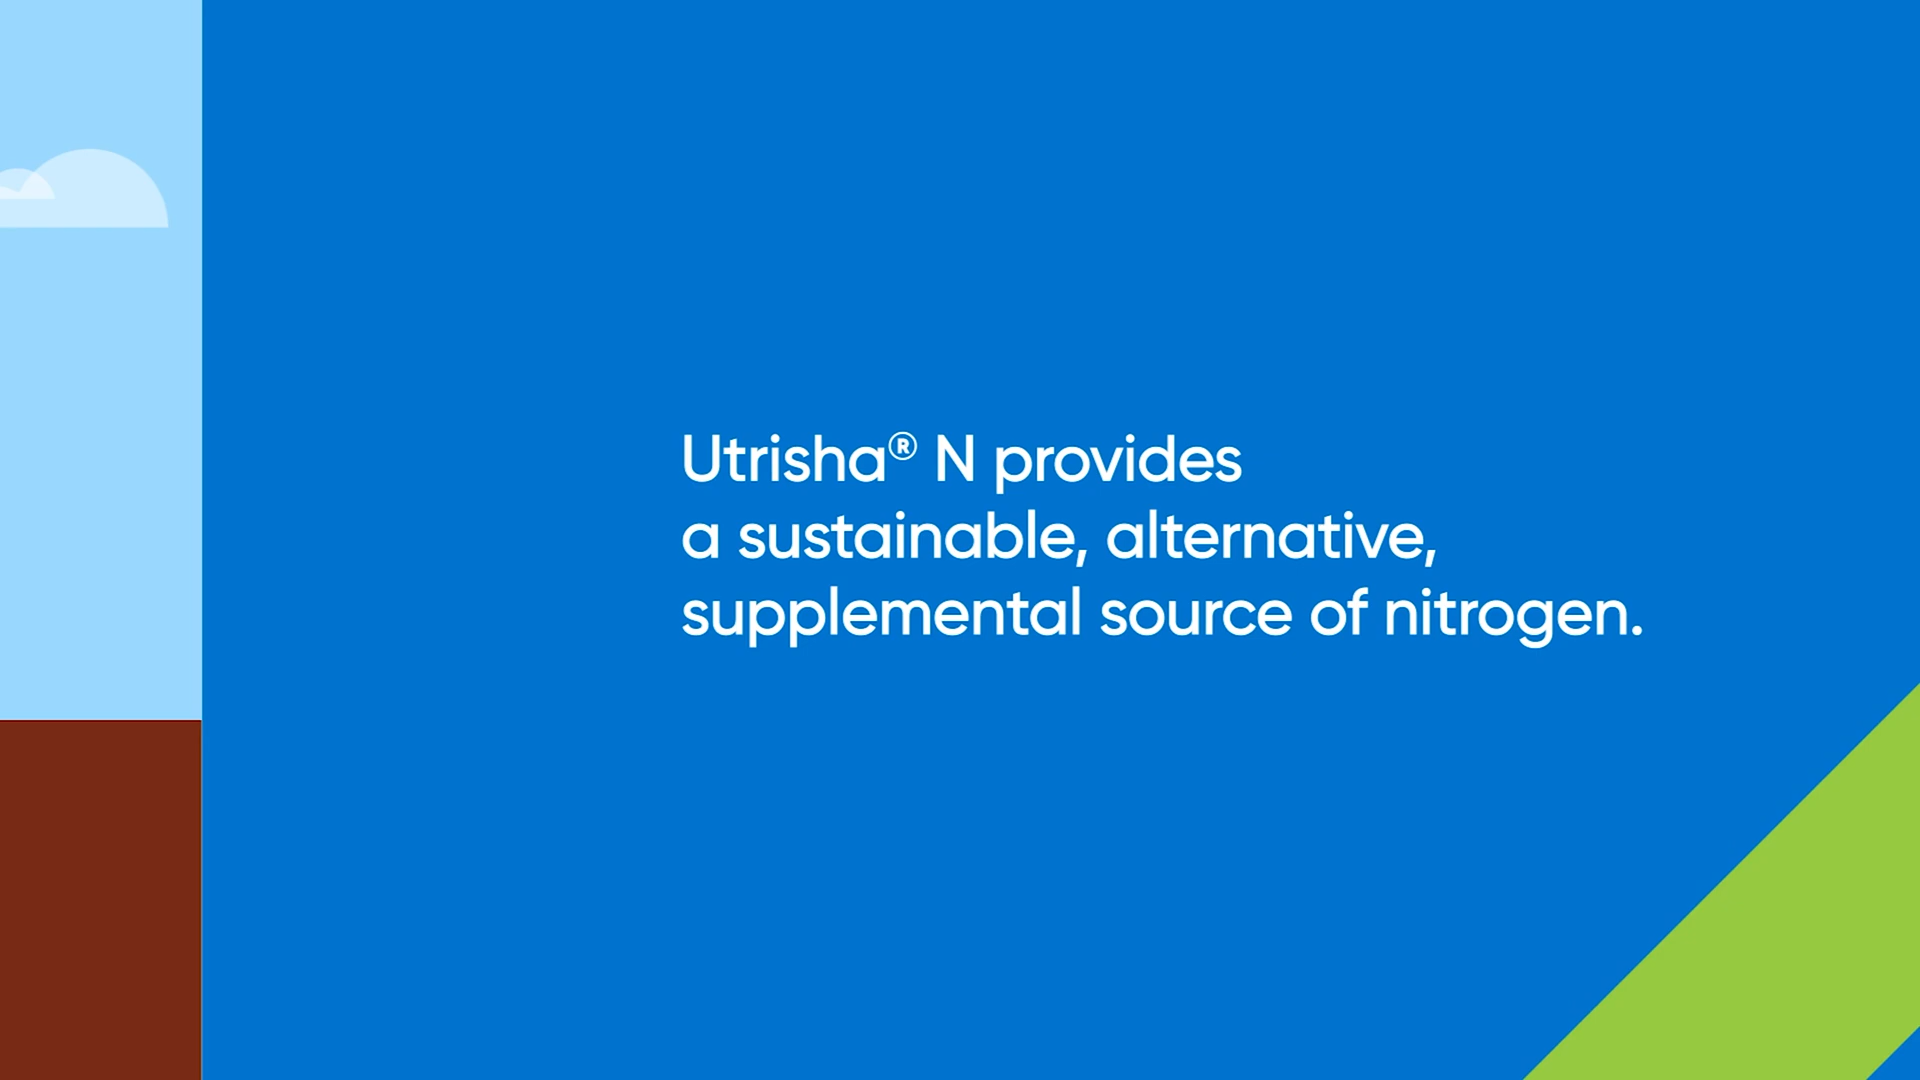 Utrisha® N provides
a sustainable, alternative,
supplemental source of nitrogen.